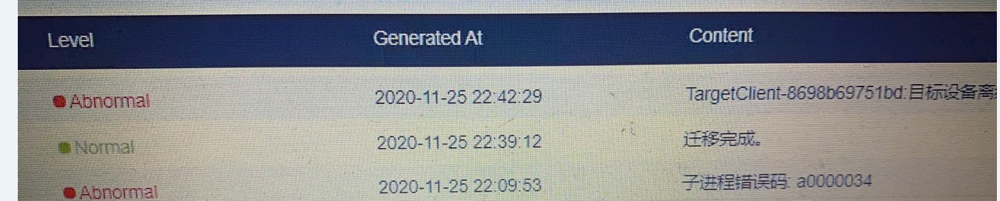 Level Generated At Content
Abnormal 2020-11-25 22:42:29 TargetClient-8698b69751bd:目标设备离
Normal 2020-11-25 22:39:12 迁移完成。
Abnormal 2020-11-25 22:09:53 子进程错误码: a0000034